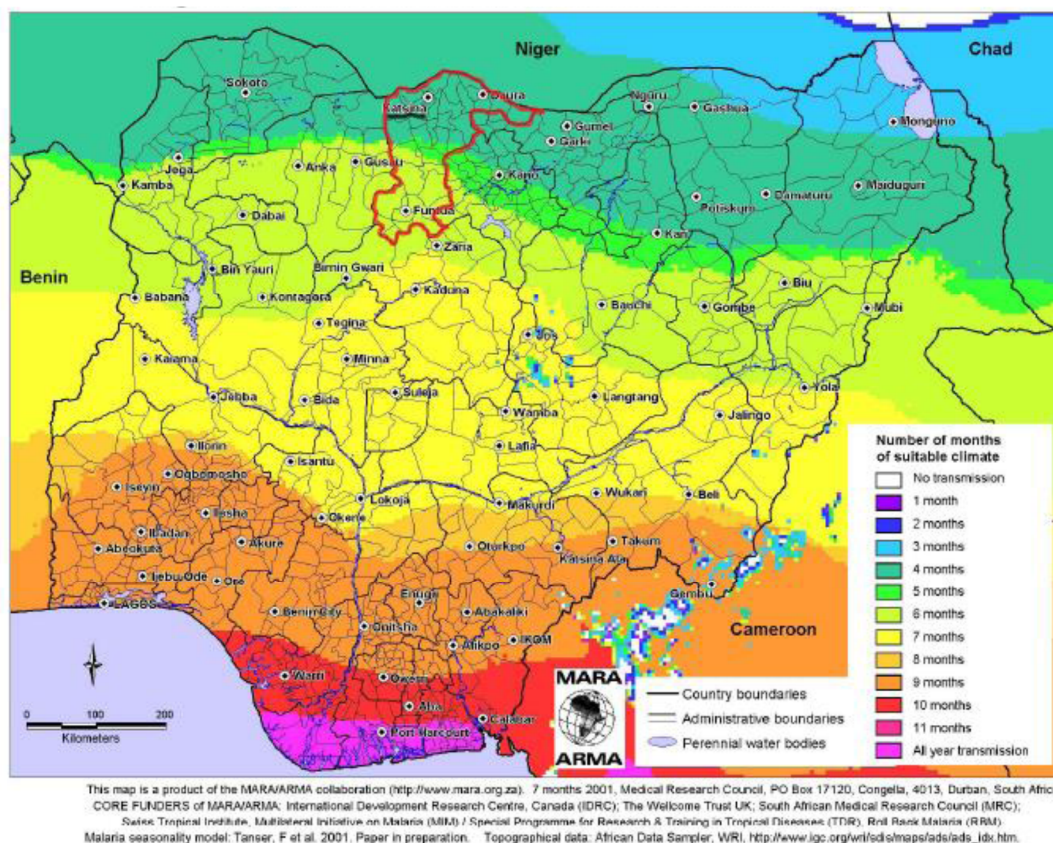 Niger
Chad
Sokoto
Katsina
Daura
Nguru
Gashua
Gumel
Garki
Monguno
Jega
Anka
Gusau
Kano
Kamba
Potiskum
Damaturu
Maiduguri
Dabai
Funtua
Kari
Zaria
Benin
Bin Yauri
Birnin Gwari
Babana
Kontagora
Kaduna
Bauchi
Gombe
Biu
Mubi
Tegina
Jos
Kaiama
Minna
Jebba
Bida
Suleja
Wamba
Langtang
Jalingo
Yola
Ilorin
Isantu
Lafia
Ogbomosho
Iseyin
Lokoja
Makurdi
Wukari
Beli
Ilesha
Okene
Ibadan
Abeokuta
Akure
Oturkpo
Katsina Ala
Takum
Ijebu Ode
Ore
Gembu
LAGOS
Benin City
Enugu
Abakaliki
Onitsha
Afikpo
IKOM
Cameroon
Warri
Owerri
Aba
Calabar
Port Harcourt
Number of months
of suitable climate
No transmission
1 month
2 months
3 months
4 months
5 months
6 months
7 months
8 months
9 months
10 months
11 months
All year transmission
MARA
ARMA
Country boundaries
Administrative boundaries
Perennial water bodies
0 100 200
Kilometers
This map is a product of the MARA/ARMA collaboration (http://www.mara.org.za). 7 months 2001, Medical Research Council, PO Box 17120, Congella, 4013, Durban, South Afric
CORE FUNDERS of MARA/ARMA: International Development Research Centre, Canada (IDRC); The Wellcome Trust UK; South African Medical Research Council (MRC);
Swiss Tropical Institute, Multilateral Initiative on Malaria (MIM) / Special Programme for Research & Training in Tropical Diseases (TDR), Roll Back Malaria (RBM)
Malaria seasonality model: Tanser, F et al. 2001. Paper in preparation. Topographical data: African Data Sampler, WRI, http://www.igc.org/wri/sdis/maps/ads/ads_idx.htm.